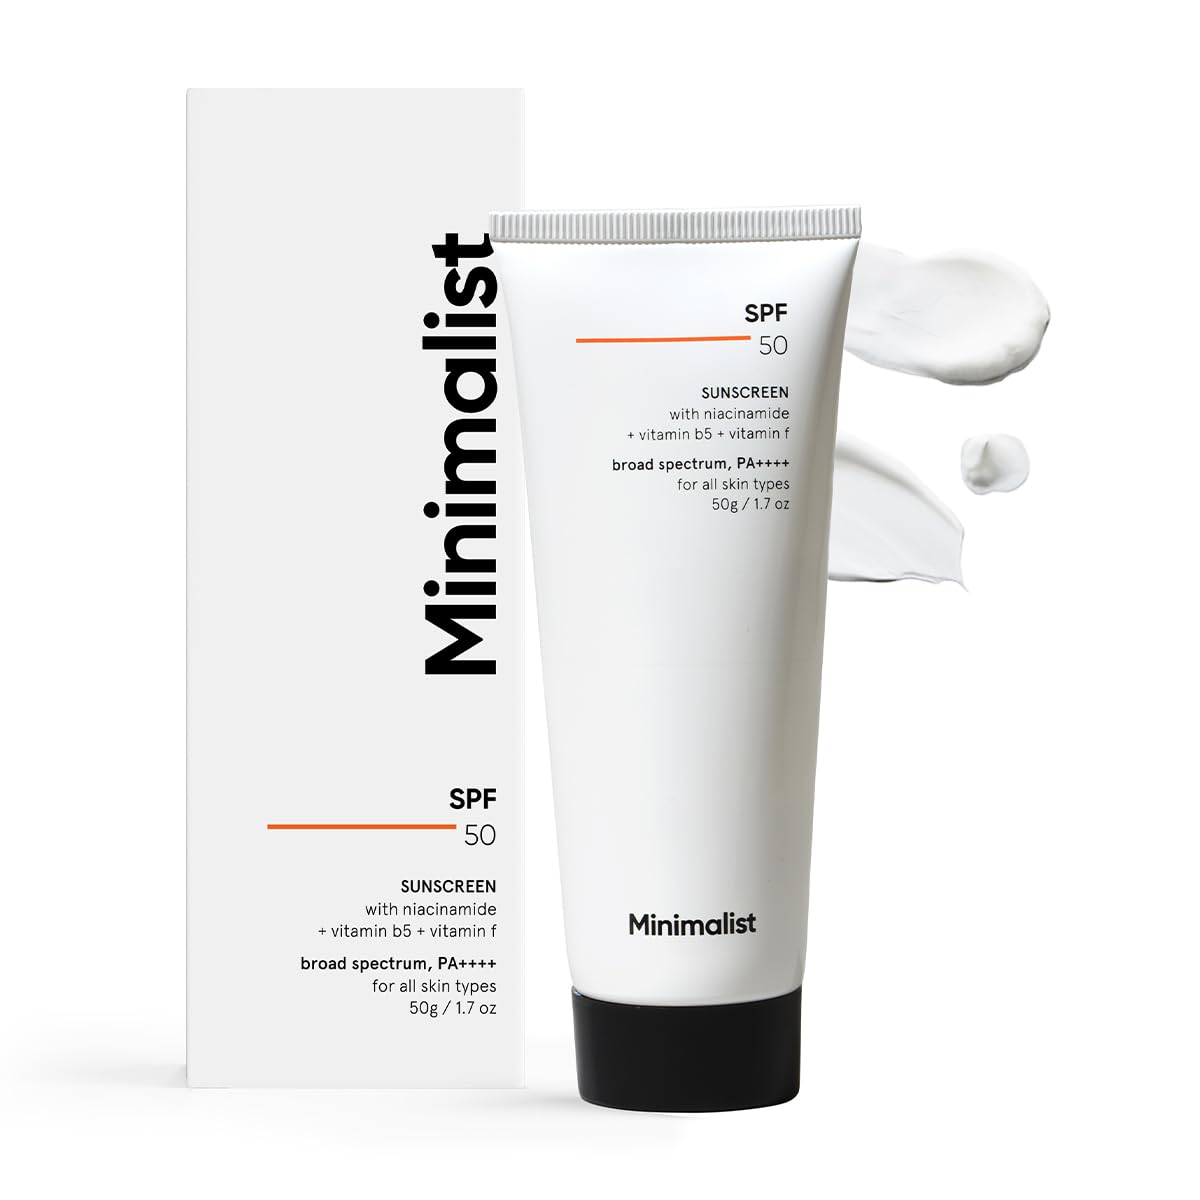 Minimalist
SPF
50
SUNSCREEN
with niacinamide
+ vitamin b5 + vitamin f
broad spectrum, PA++++
for all skin types
50g / 1.7 oz
SPF
50
SUNSCREEN
with niacinamide
+ vitamin b5 + vitamin f
broad spectrum, PA++++
for all skin types
50g / 1.7 oz
Minimalist